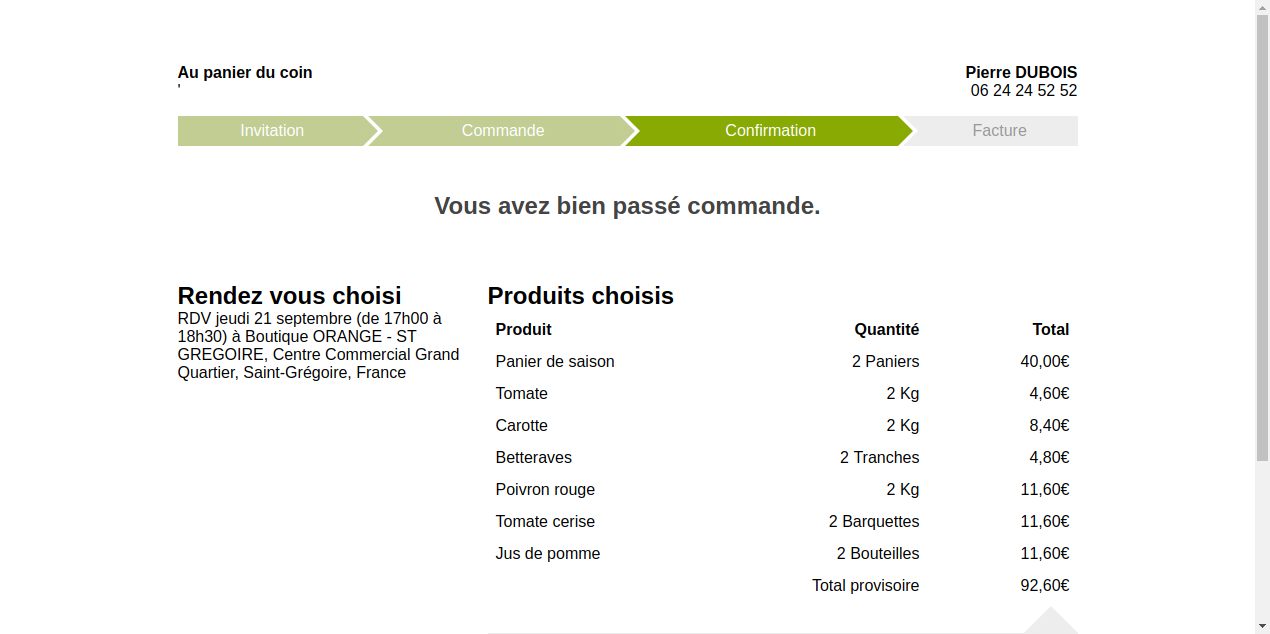 Au panier du coin
'
Pierre DUBOIS
06 24 24 52 52
Invitation Commande Confirmation Facture
Vous avez bien passé commande.
Rendez vous choisi
RDV jeudi 21 septembre (de 17h00 à
18h30) à Boutique ORANGE - ST
GREGOIRE, Centre Commercial Grand
Quartier, Saint-Grégoire, France
Produits choisis
Produit Quantité Total
Panier de saison 2 Paniers 40,00€
Tomate 2 Kg 4,60€
Carotte 2 Kg 8,40€
Betteraves 2 Tranches 4,80€
Poivron rouge 2 Kg 11,60€
Tomate cerise 2 Barquettes 11,60€
Jus de pomme 2 Bouteilles 11,60€
Total provisoire 92,60€